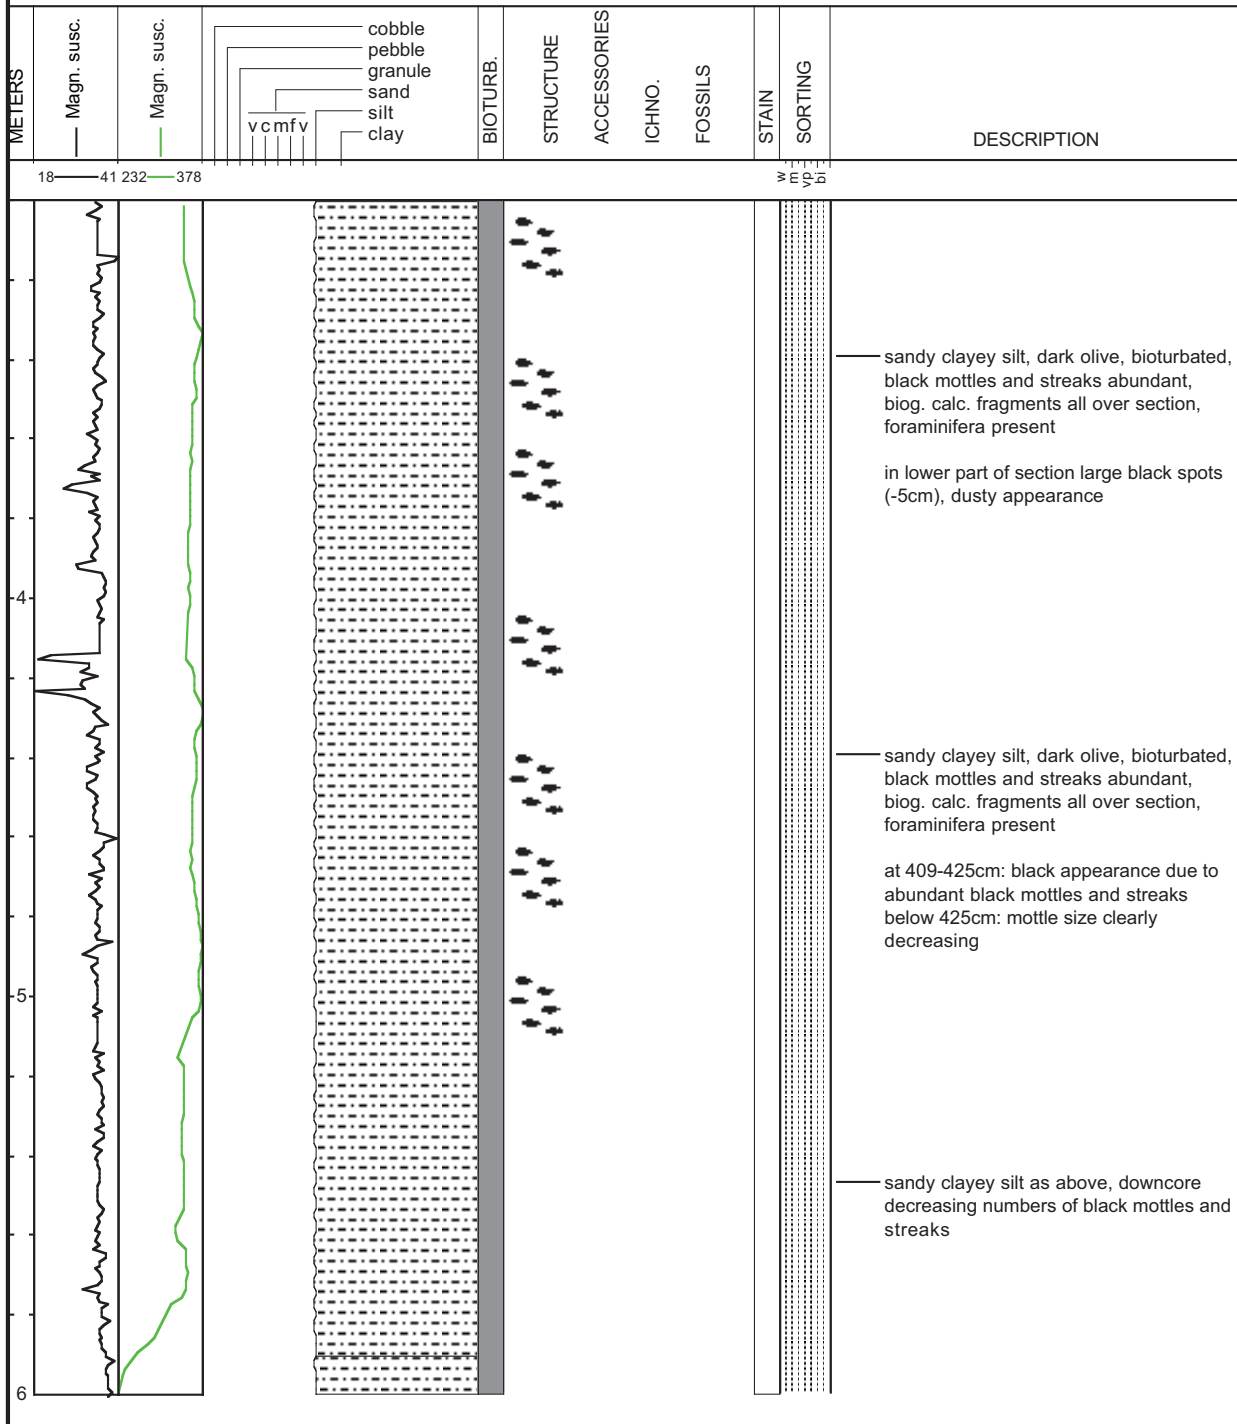 METERS
Magn. susc.
Magn. susc.
cobble
pebble
granule
sand
silt
clay
v c m f v
BIOTURB.
STRUCTURE
ACCESSORIES
ICHNO.
FOSSILS
STAIN
SORTING
DESCRIPTION
18 41 232 378
w
m
vp
bi
sandy clayey silt, dark olive, bioturbated,
black mottles and streaks abundant,
biog. calc. fragments all over section,
foraminifera present
in lower part of section large black spots
(-5cm), dusty appearance
4
sandy clayey silt, dark olive, bioturbated,
black mottles and streaks abundant,
biog. calc. fragments all over section,
foraminifera present
at 409-425cm: black appearance due to
abundant black mottles and streaks
below 425cm: mottle size clearly
decreasing
5
sandy clayey silt as above, downcore
decreasing numbers of black mottles and
streaks
6